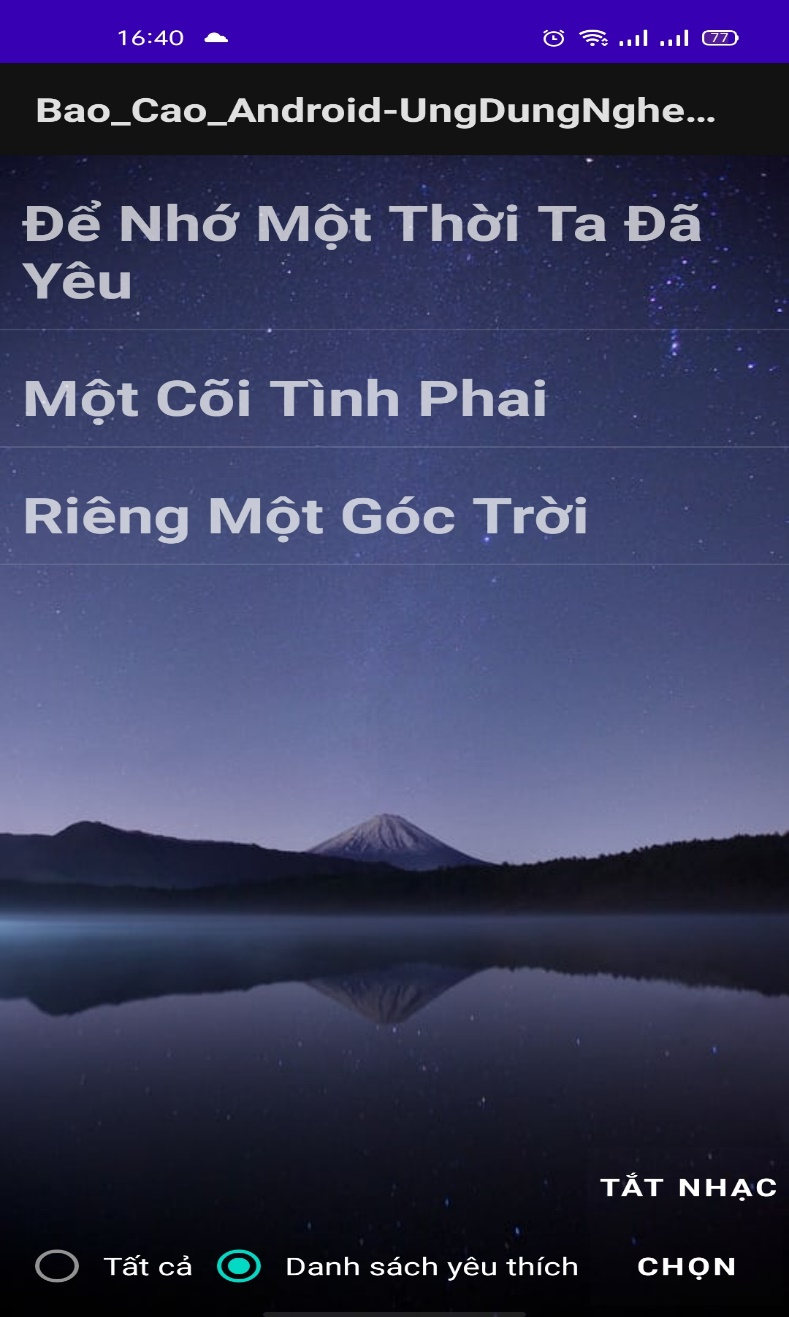 16:40
77
Bao_Cao_Android-UngDungNghe...
Để Nhớ Một Thời Ta Đã
Yêu
Một Cõi Tình Phai
Riêng Một Góc Trời
TẮT NHẠC
Tất cả
Danh sách yêu thích
CHỌN